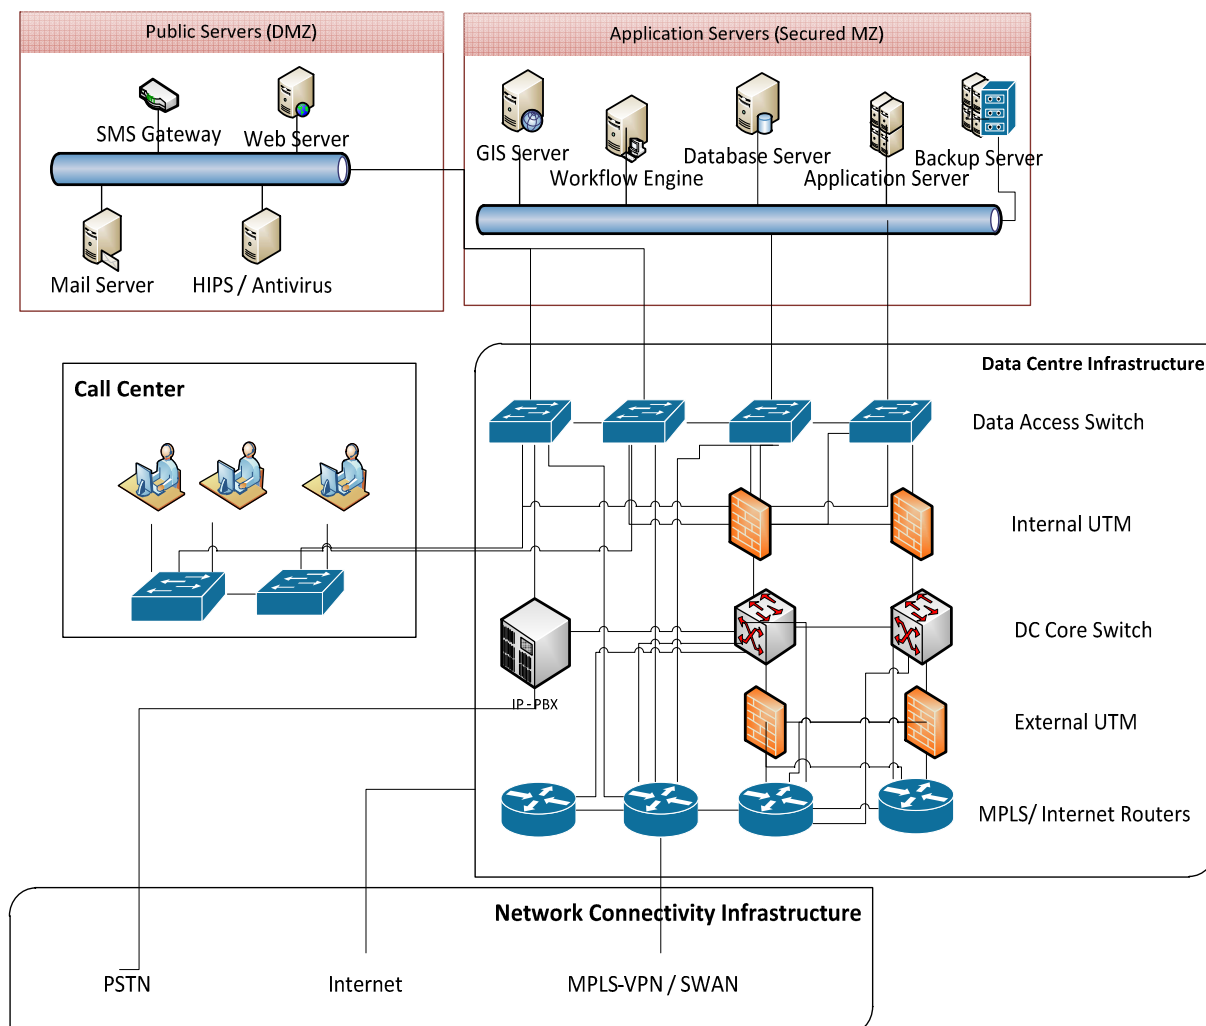 Public Servers (DMZ)
Application Servers (Secured MZ)
SMS Gateway
Web Server
Mail Server
HIPS / Antivirus
GIS Server
Workflow Engine
Database Server
Application Server
Backup Server
Call Center
Data Centre Infrastructure
Data Access Switch
Internal UTM
DC Core Switch
IP - PBX
External UTM
MPLS/ Internet Routers
Network Connectivity Infrastructure
PSTN
Internet
MPLS-VPN / SWAN